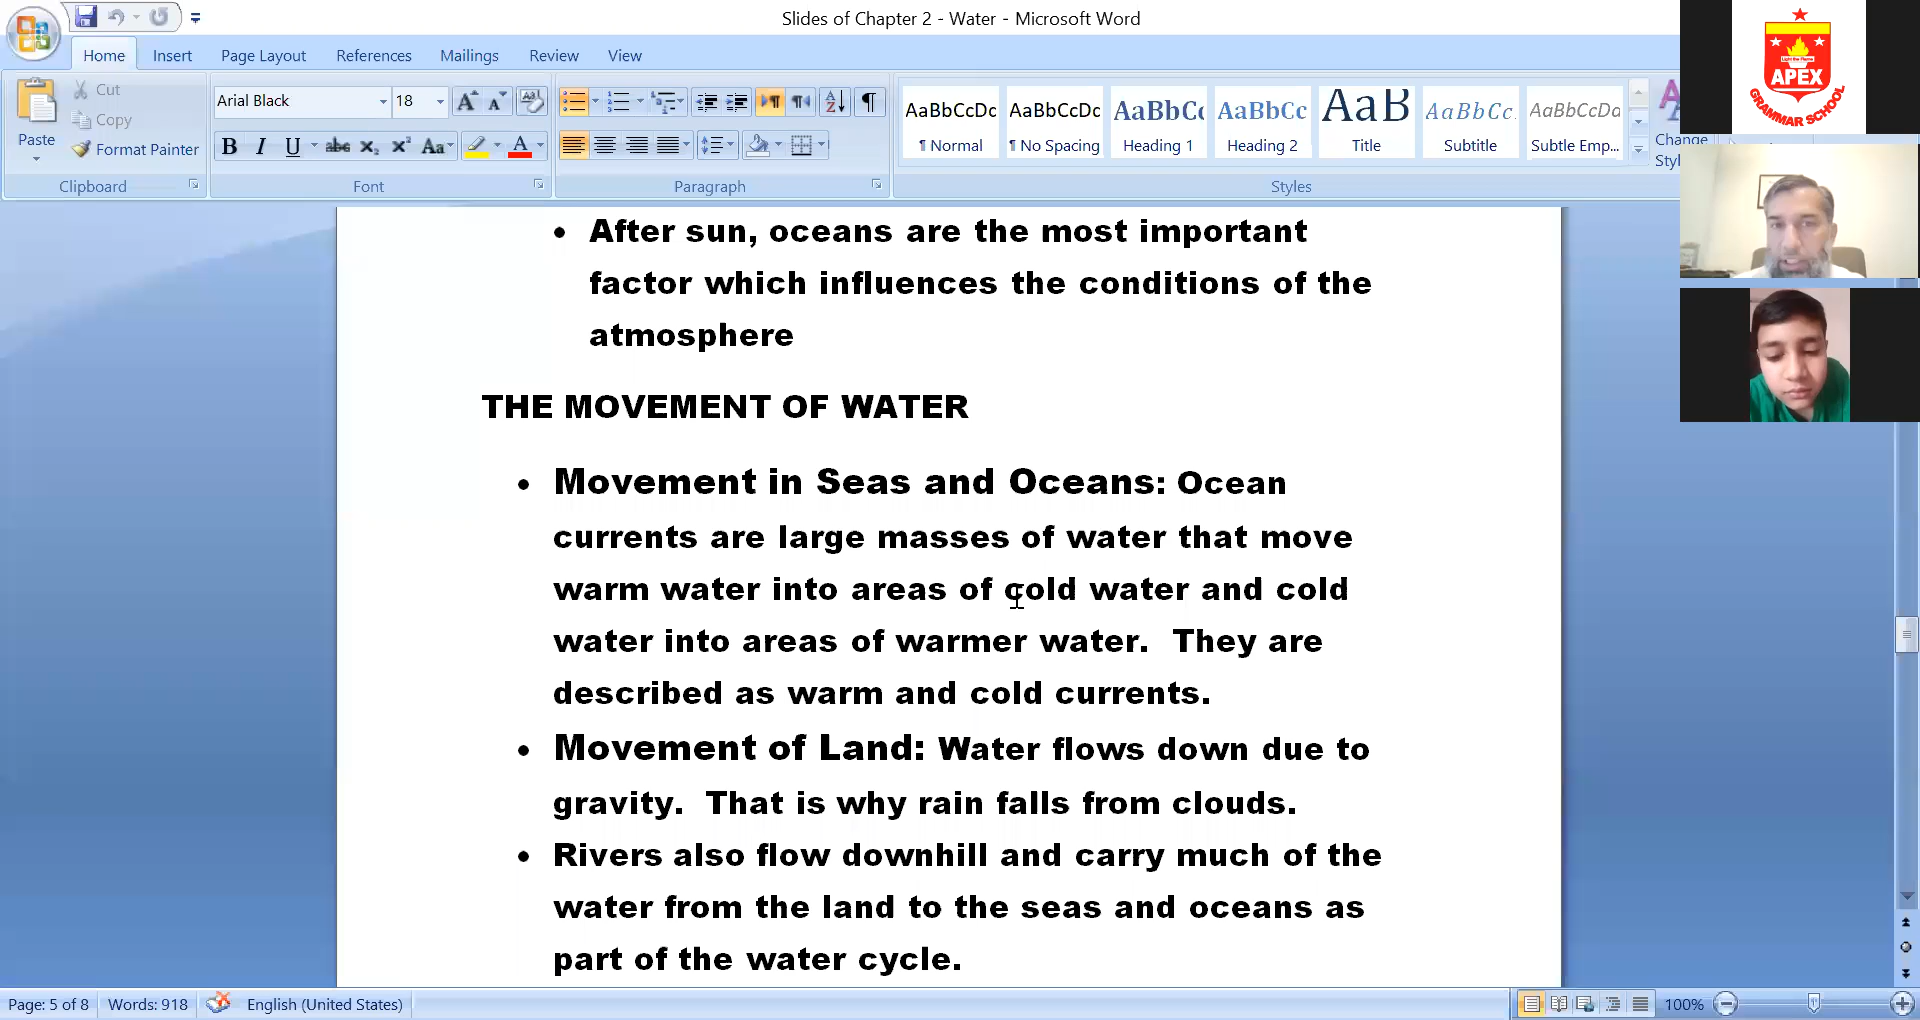 Slides of Chapter 2 - Water - Microsoft Word
Home Insert Page Layout References Mailings Review View
Paste
Cut
Copy
Format Painter
Clipboard
Arial Black 18
B I U abc x₂ x² Aa A
Font
Paragraph
AaBbCcDc AaBbCcDc AaBbCc AaBbCc AaB AaBbCc. AaBbCcDa
¶ Normal ¶ No Spacing Heading 1 Heading 2 Title Subtitle Subtle Emp...
Change
Styles
APEX
GRAMMAR SCHOOL
• After sun, oceans are the most important
factor which influences the conditions of the
atmosphere
THE MOVEMENT OF WATER
• Movement in Seas and Oceans: Ocean
currents are large masses of water that move
warm water into areas of cold water and cold
water into areas of warmer water. They are
described as warm and cold currents.
• Movement of Land: Water flows down due to
gravity. That is why rain falls from clouds.
• Rivers also flow downhill and carry much of the
water from the land to the seas and oceans as
part of the water cycle.
Page: 5 of 8 Words: 918 English (United States) 100%